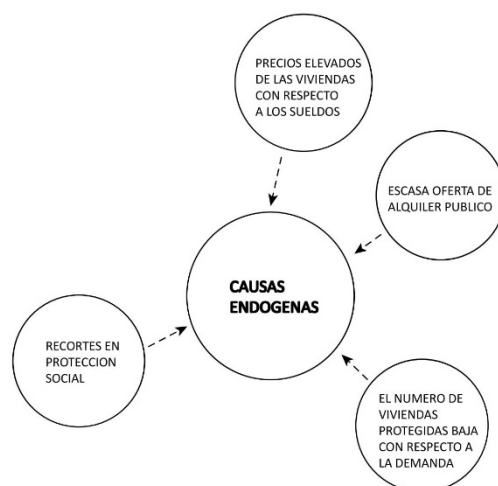 PRECIOS ELEVADOS
DE LAS VIVIENDAS
CON RESPECTO
A LOS SUELDOS
ESCASA OFERTA DE
ALQUILER PUBLICO
CAUSAS
ENDOGENAS
RECORTES EN
PROTECCION
SOCIAL
EL NUMERO DE
VIVIENDAS
PROTEGIDAS BAJA
CON RESPECTO A
LA DEMANDA